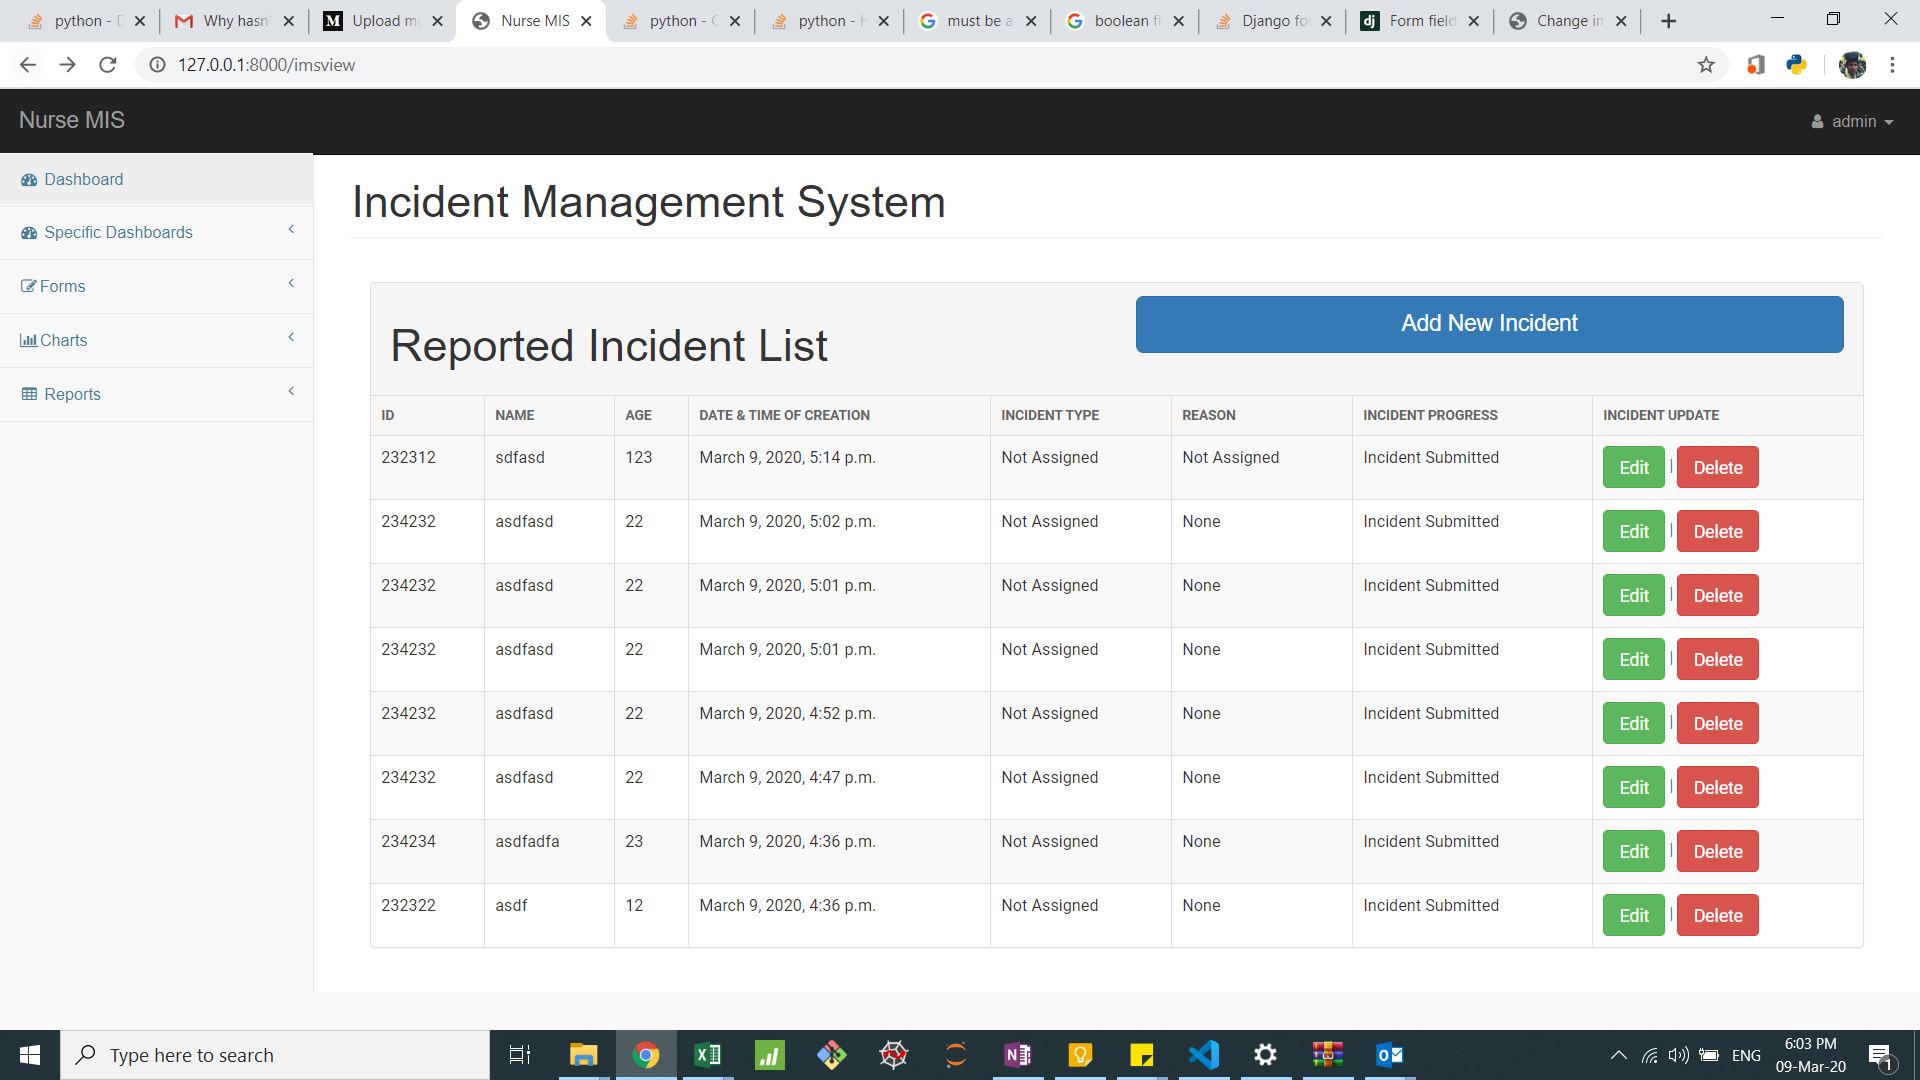 python - D
Why hasn'
M Upload mu
Nurse MIS
python - C
python - H
must be a
boolean fi
Django fo
dj Form field
Change im
127.0.0.1:8000/imsview
Nurse MIS
admin
Dashboard
Specific Dashboards
Forms
Charts
Reports
Incident Management System
Reported Incident List
Add New Incident
ID NAME AGE DATE & TIME OF CREATION INCIDENT TYPE REASON INCIDENT PROGRESS INCIDENT UPDATE
232312 sdfasd 123 March 9, 2020, 5:14 p.m. Not Assigned Not Assigned Incident Submitted Edit | Delete
234232 asdfasd 22 March 9, 2020, 5:02 p.m. Not Assigned None Incident Submitted Edit | Delete
234232 asdfasd 22 March 9, 2020, 5:01 p.m. Not Assigned None Incident Submitted Edit | Delete
234232 asdfasd 22 March 9, 2020, 5:01 p.m. Not Assigned None Incident Submitted Edit | Delete
234232 asdfasd 22 March 9, 2020, 4:52 p.m. Not Assigned None Incident Submitted Edit | Delete
234232 asdfasd 22 March 9, 2020, 4:47 p.m. Not Assigned None Incident Submitted Edit | Delete
234234 asdfadfa 23 March 9, 2020, 4:36 p.m. Not Assigned None Incident Submitted Edit | Delete
232322 asdf 12 March 9, 2020, 4:36 p.m. Not Assigned None Incident Submitted Edit | Delete
Type here to search
ENG
6:03 PM
09-Mar-20
1